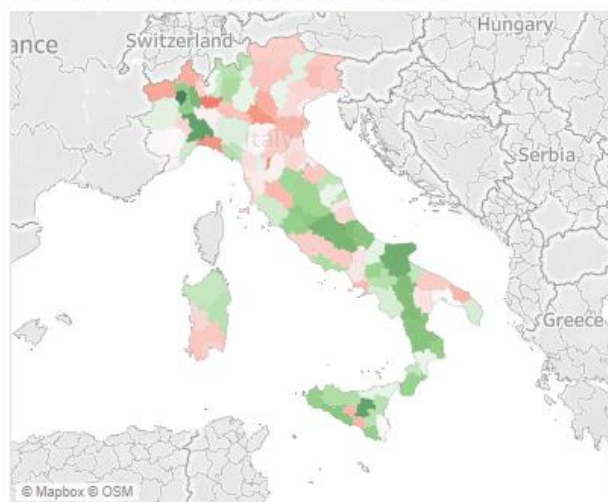 Hungary
Switzerland
ance
Italy
Serbia
Greece
© Mapbox © OSM